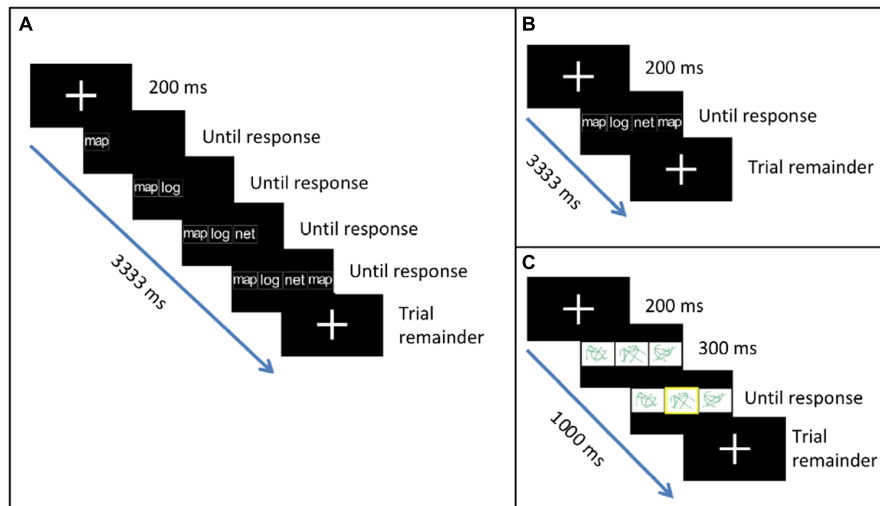 A
200 ms
map
Until response
map log
Until response
map log net
Until response
map log net map
Until response
Trial
remainder
3333 ms
B
200 ms
map log net map
Until response
Trial remainder
3333 ms
C
200 ms
300 ms
Until response
Trial
remainder
1000 ms